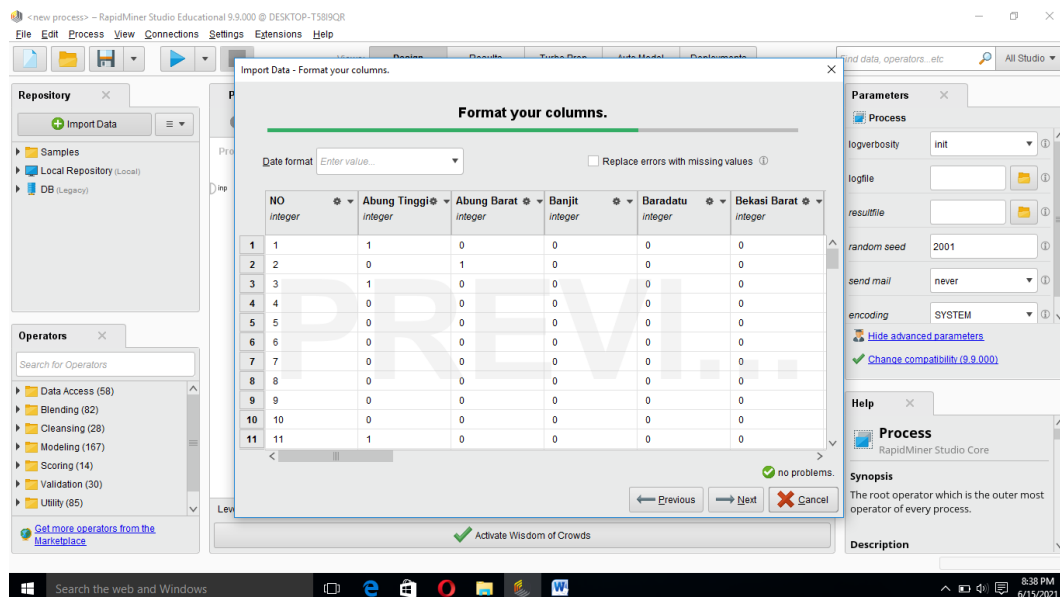 <new process> – RapidMiner Studio Educational 9.9.000 @ DESKTOP-T58I9QR
File Edit Process View Connections Settings Extensions Help
Find data, operators...etc All Studio
Import Data - Format your columns.
Repository
Import Data
Samples
Local Repository (Local)
DB (Legacy)
Format your columns.
Date format Enter value... Replace errors with missing values
NO Abung Tinggi Abung Barat Banjit Baradatu Bekasi Barat
integer integer integer integer integer integer
1 1 1 0 0 0 0
2 2 0 1 0 0 0
3 3 1 0 0 0 0
4 4 0 0 0 0 0
5 5 0 0 0 0 0
6 6 0 0 0 0 0
7 7 0 0 0 0 0
8 8 0 0 0 0 0
9 9 0 0 0 0 0
10 10 0 0 0 0 0
11 11 1 0 0 0 0
PREVI...
no problems.
Previous Next Cancel
inp
Activate Wisdom of Crowds
Operators
Search for Operators
Data Access (58)
Blending (82)
Cleansing (28)
Modeling (167)
Scoring (14)
Validation (30)
Utility (85)
Get more operators from the
Marketplace
Parameters
Process
logverbosity init
logfile
resultfile
random seed 2001
send mail never
encoding SYSTEM
Hide advanced parameters
Change compatibility (9.9.000)
Help
Process
RapidMiner Studio Core
Synopsis
The root operator which is the outer most
operator of every process.
Description
Search the web and Windows
8:38 PM
6/15/2021